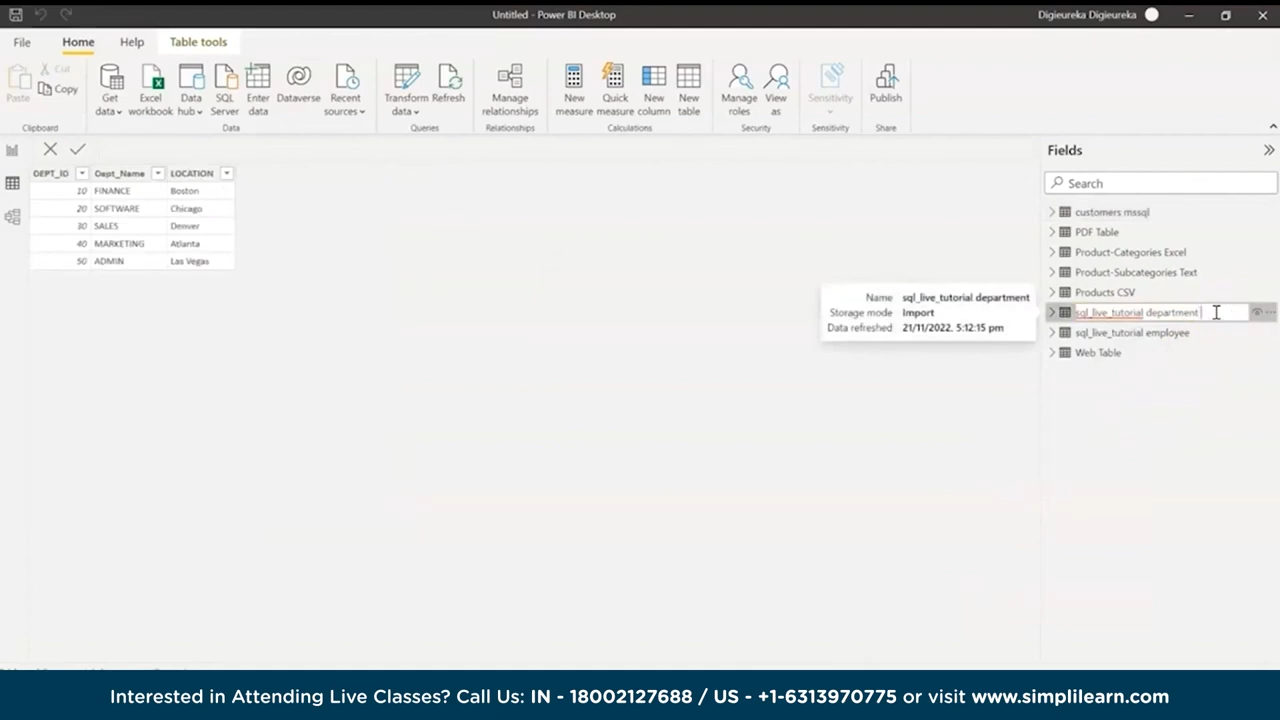 Untitled - Power BI Desktop
Digieureka Digieureka
File Home Help Table tools
Paste
Cut
Copy
Clipboard
Get data
Excel workbook
Data hub
SQL Server
Enter data
Dataverse
Recent sources
Data
Transform data
Refresh
Queries
Manage relationships
Relationships
New measure
Quick measure
New column
New table
Calculations
Manage roles
View as
Security
Sensitivity
Sensitivity
Publish
Share
DEPT_ID Dept_Name LOCATION
10 FINANCE Boston
20 SOFTWARE Chicago
30 SALES Denver
40 MARKETING Atlanta
50 ADMIN Las Vegas
Name sql_live_tutorial department
Storage mode Import
Data refreshed 21/11/2022, 5:12:15 pm
Fields
Search
customers mssql
PDF Table
Product-Categories Excel
Product-Subcategories Text
Products CSV
sql_live_tutorial department
sql_live_tutorial employee
Web Table
Interested in Attending Live Classes? Call Us: IN - 18002127688 / US - +1-6313970775 or visit www.simplilearn.com